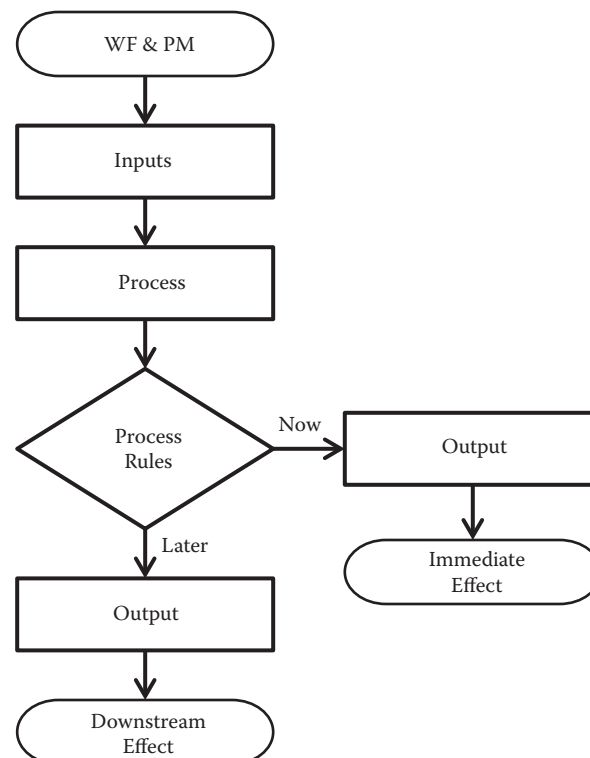 WF & PM
Inputs
Process
Process
Rules
Now
Output
Immediate
Effect
Later
Output
Downstream
Effect